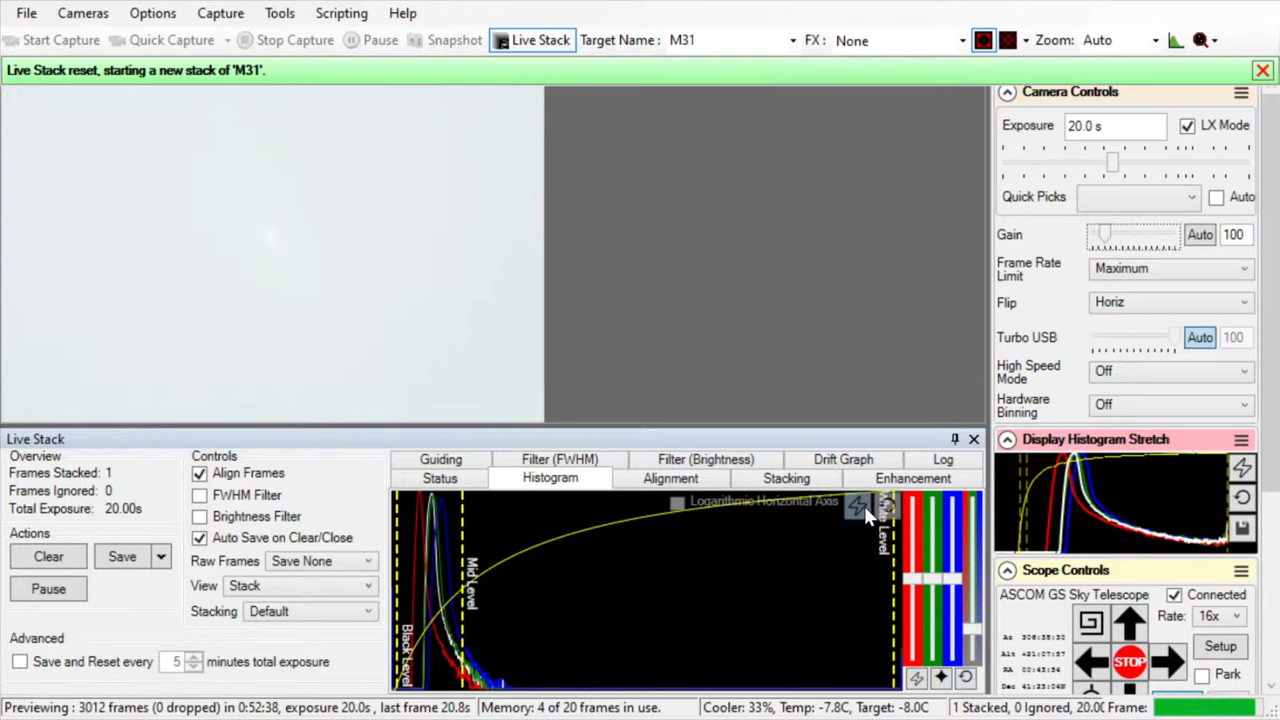 File Cameras Options Capture Tools Scripting Help
Start Capture Quick Capture Stop Capture Pause Snapshot Live Stack Target Name : M31 FX : None Zoom: Auto
Live Stack reset, starting a new stack of 'M31'.
Camera Controls
Exposure 20.0 s LX Mode
Quick Picks Auto
Gain Auto 100
Frame Rate Limit Maximum
Flip Horiz
Turbo USB Auto 100
High Speed Mode Off
Hardware Binning Off
Display Histogram Stretch
Scope Controls
ASCOM GS Sky Telescope Connected
Rate: 16x
Setup
STOP
Park
Live Stack
Overview
Frames Stacked: 1
Frames Ignored: 0
Total Exposure: 20.00s
Actions
Clear Save
Pause
Controls
Align Frames
FWHM Filter
Brightness Filter
Auto Save on Clear/Close
Raw Frames Save None
View Stack
Stacking Default
Advanced
Save and Reset every 5 minutes total exposure
Guiding Filter (FWHM) Filter (Brightness) Drift Graph Log
Status Histogram Alignment Stacking Enhancement
Logarithmic Horizontal Axis
Black Level
Mid Level
Previewing : 3012 frames (0 dropped) in 0:52:38, exposure 20.0s , last frame 20.8s Memory: 4 of 20 frames in use. Cooler: 33%, Temp: -7.8C, Target: -8.0C 1 Stacked, 0 Ignored, 20.00 Frame: